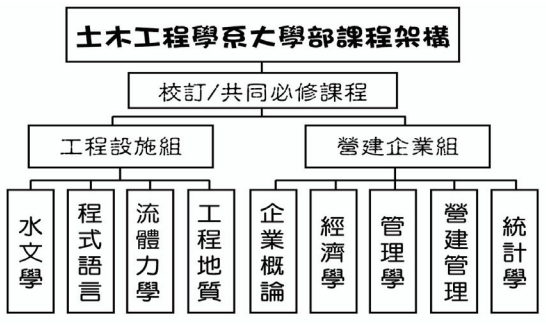 土木工程學系大學部課程架構
校訂/共同必修課程
工程設施組
營建企業組
水文學
程式語言
流體力學
工程地質
企業概論
經濟學
管理學
營建管理
統計學